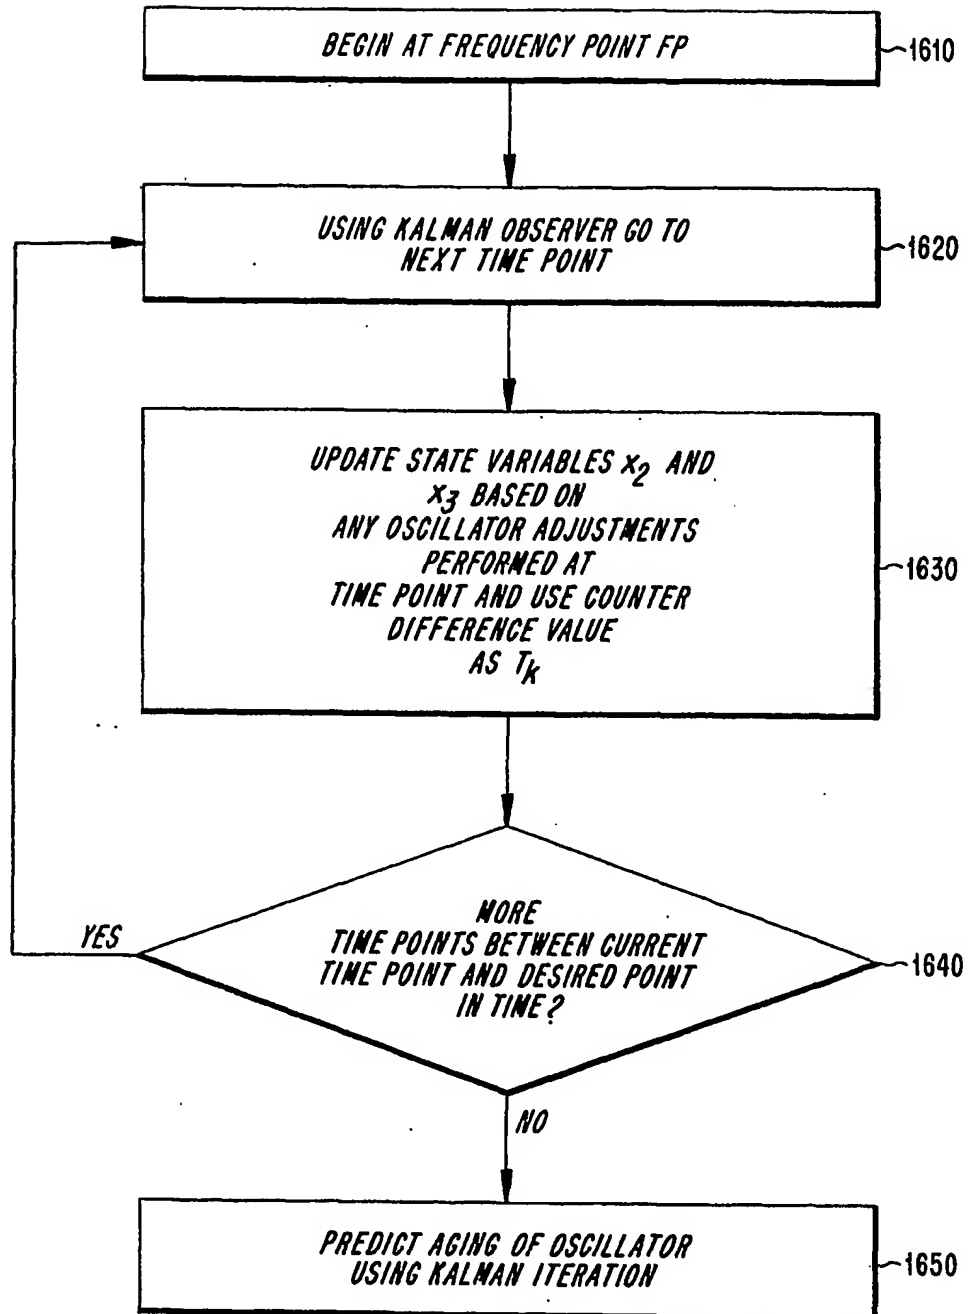 BEGIN AT FREQUENCY POINT FP
1610
USING KALMAN OBSERVER GO TO
NEXT TIME POINT
1620
UPDATE STATE VARIABLES x2 AND
x3 BASED ON
ANY OSCILLATOR ADJUSTMENTS
PERFORMED AT
TIME POINT AND USE COUNTER
DIFFERENCE VALUE
AS Tk
1630
MORE
TIME POINTS BETWEEN CURRENT
TIME POINT AND DESIRED POINT
IN TIME?
1640
YES
NO
PREDICT AGING OF OSCILLATOR
USING KALMAN ITERATION
1650